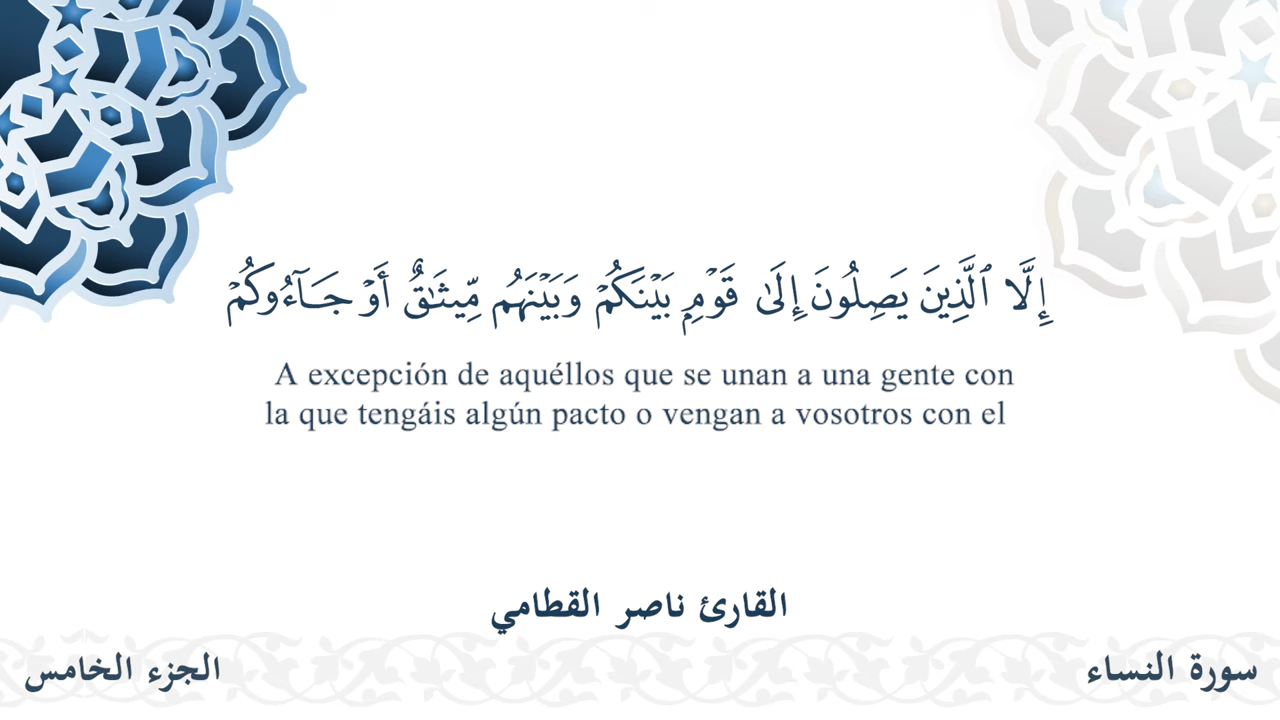 إِلَّا ٱلَّذِينَ يَصِلُونَ إِلَىٰ قَوْمِۭ بَيْنَكُمْ وَبَيْنَهُم مِّيثَٰقٌ أَوْ جَآءُوكُمْ
A excepción de aquéllos que se unan a una gente con
la que tengáis algún pacto o vengan a vosotros con el
القارئ ناصر القطامي
سورة النساء
الجزء الخامس